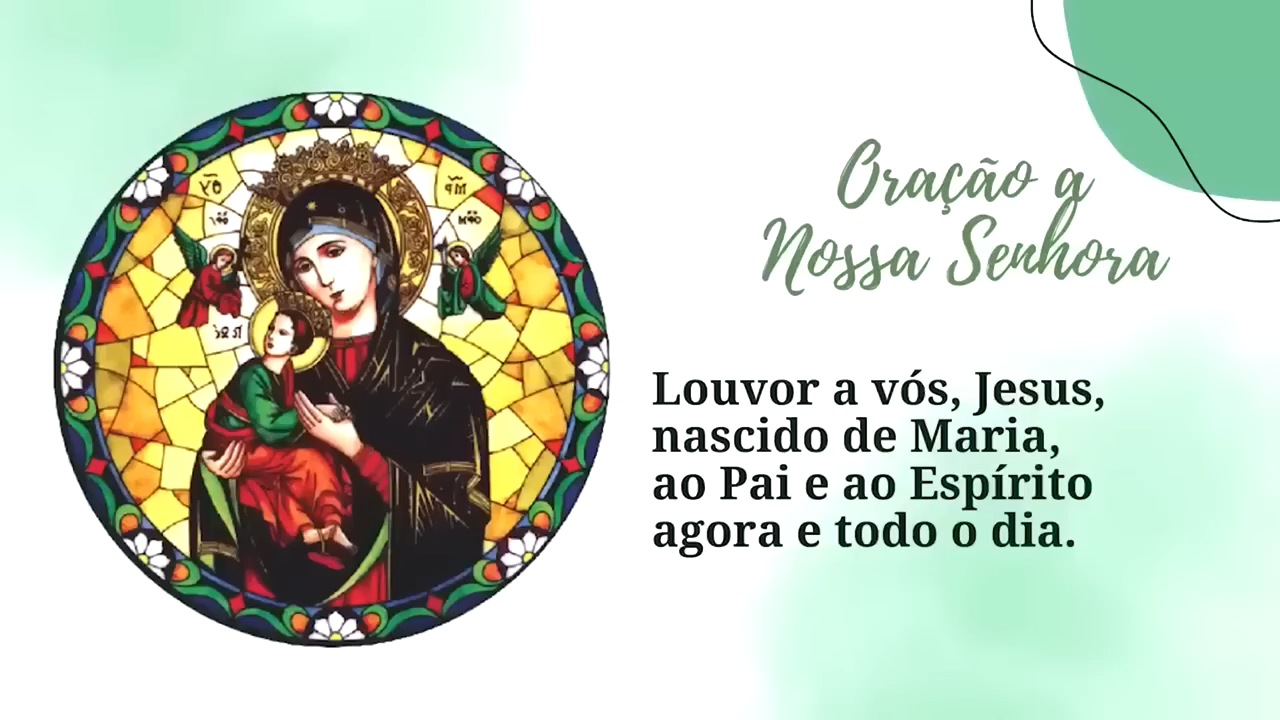 Oração a
Nossa Senhora
Louvor a vós, Jesus,
nascido de Maria,
ao Pai e ao Espírito
agora e todo o dia.